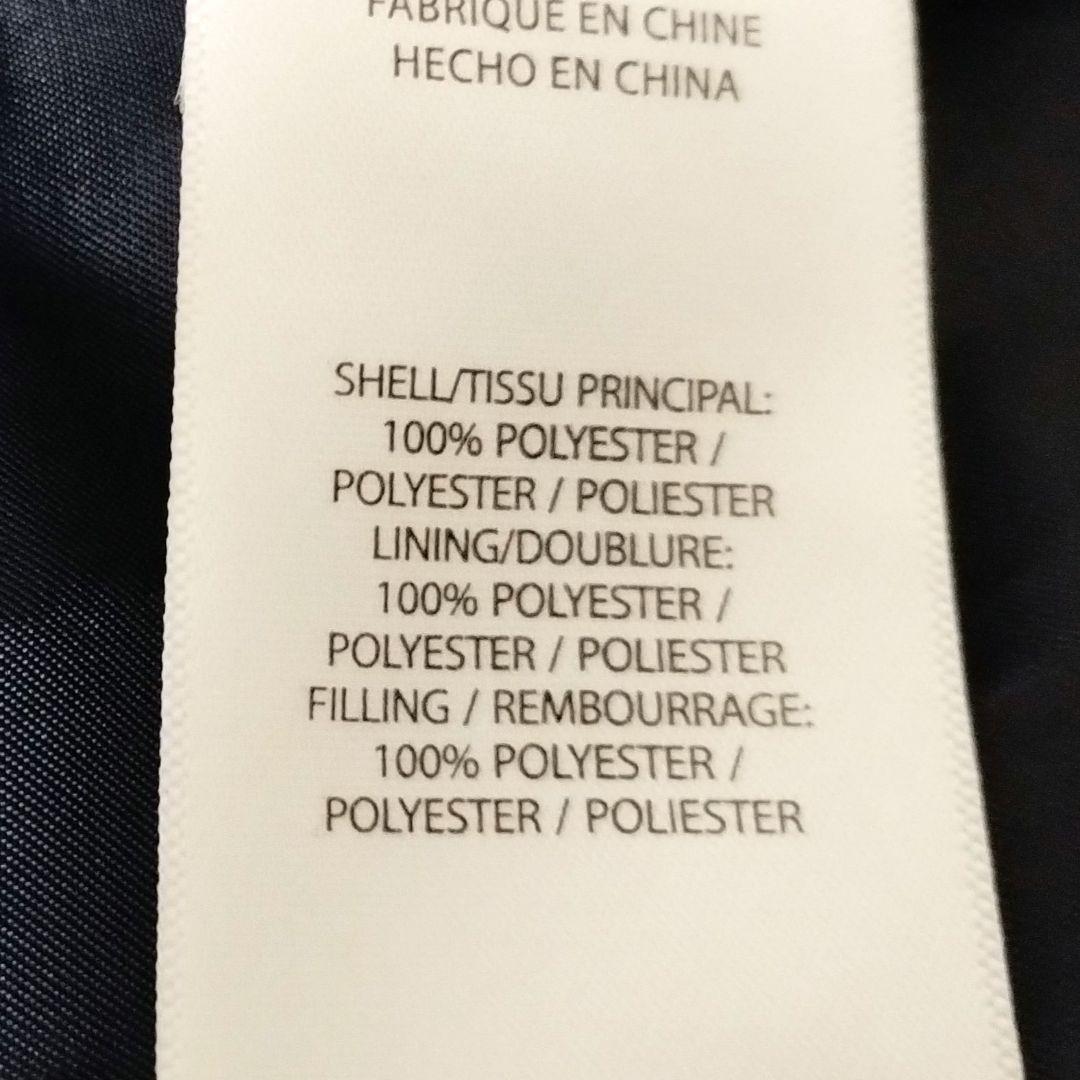 FABRIQUÉ EN CHINE
HECHO EN CHINA
SHELL/TISSU PRINCIPAL:
100% POLYESTER /
POLYESTER / POLIESTER
LINING/DOUBLURE:
100% POLYESTER /
POLYESTER / POLIESTER
FILLING / REMBOURRAGE:
100% POLYESTER /
POLYESTER / POLIESTER